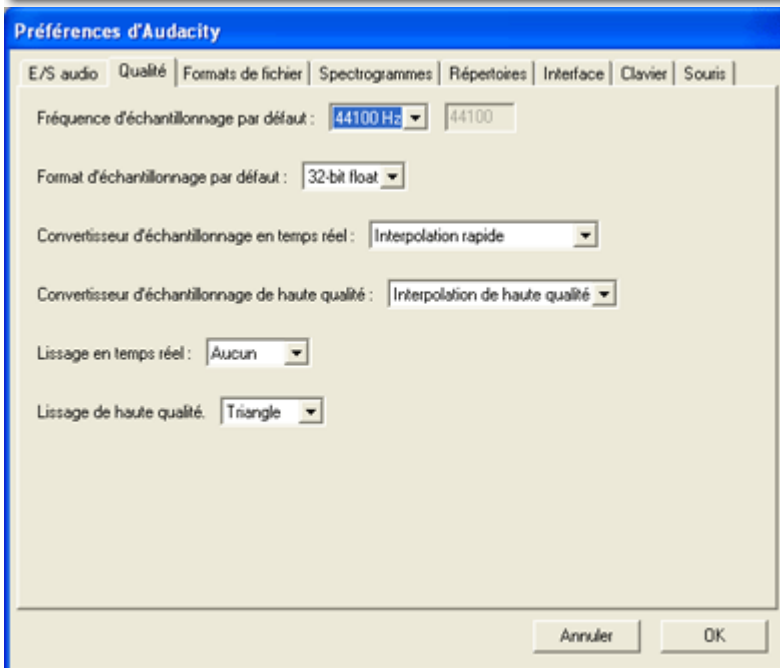 Préférences d'Audacity
E/S audio Qualité Formats de fichier Spectrogrammes Répertoires Interface Clavier Souris
Fréquence d'échantillonnage par défaut : 44100 Hz 44100
Format d'échantillonnage par défaut : 32-bit float
Convertisseur d'échantillonnage en temps réel : Interpolation rapide
Convertisseur d'échantillonnage de haute qualité : Interpolation de haute qualité
Lissage en temps réel : Aucun
Lissage de haute qualité. Triangle
Annuler OK